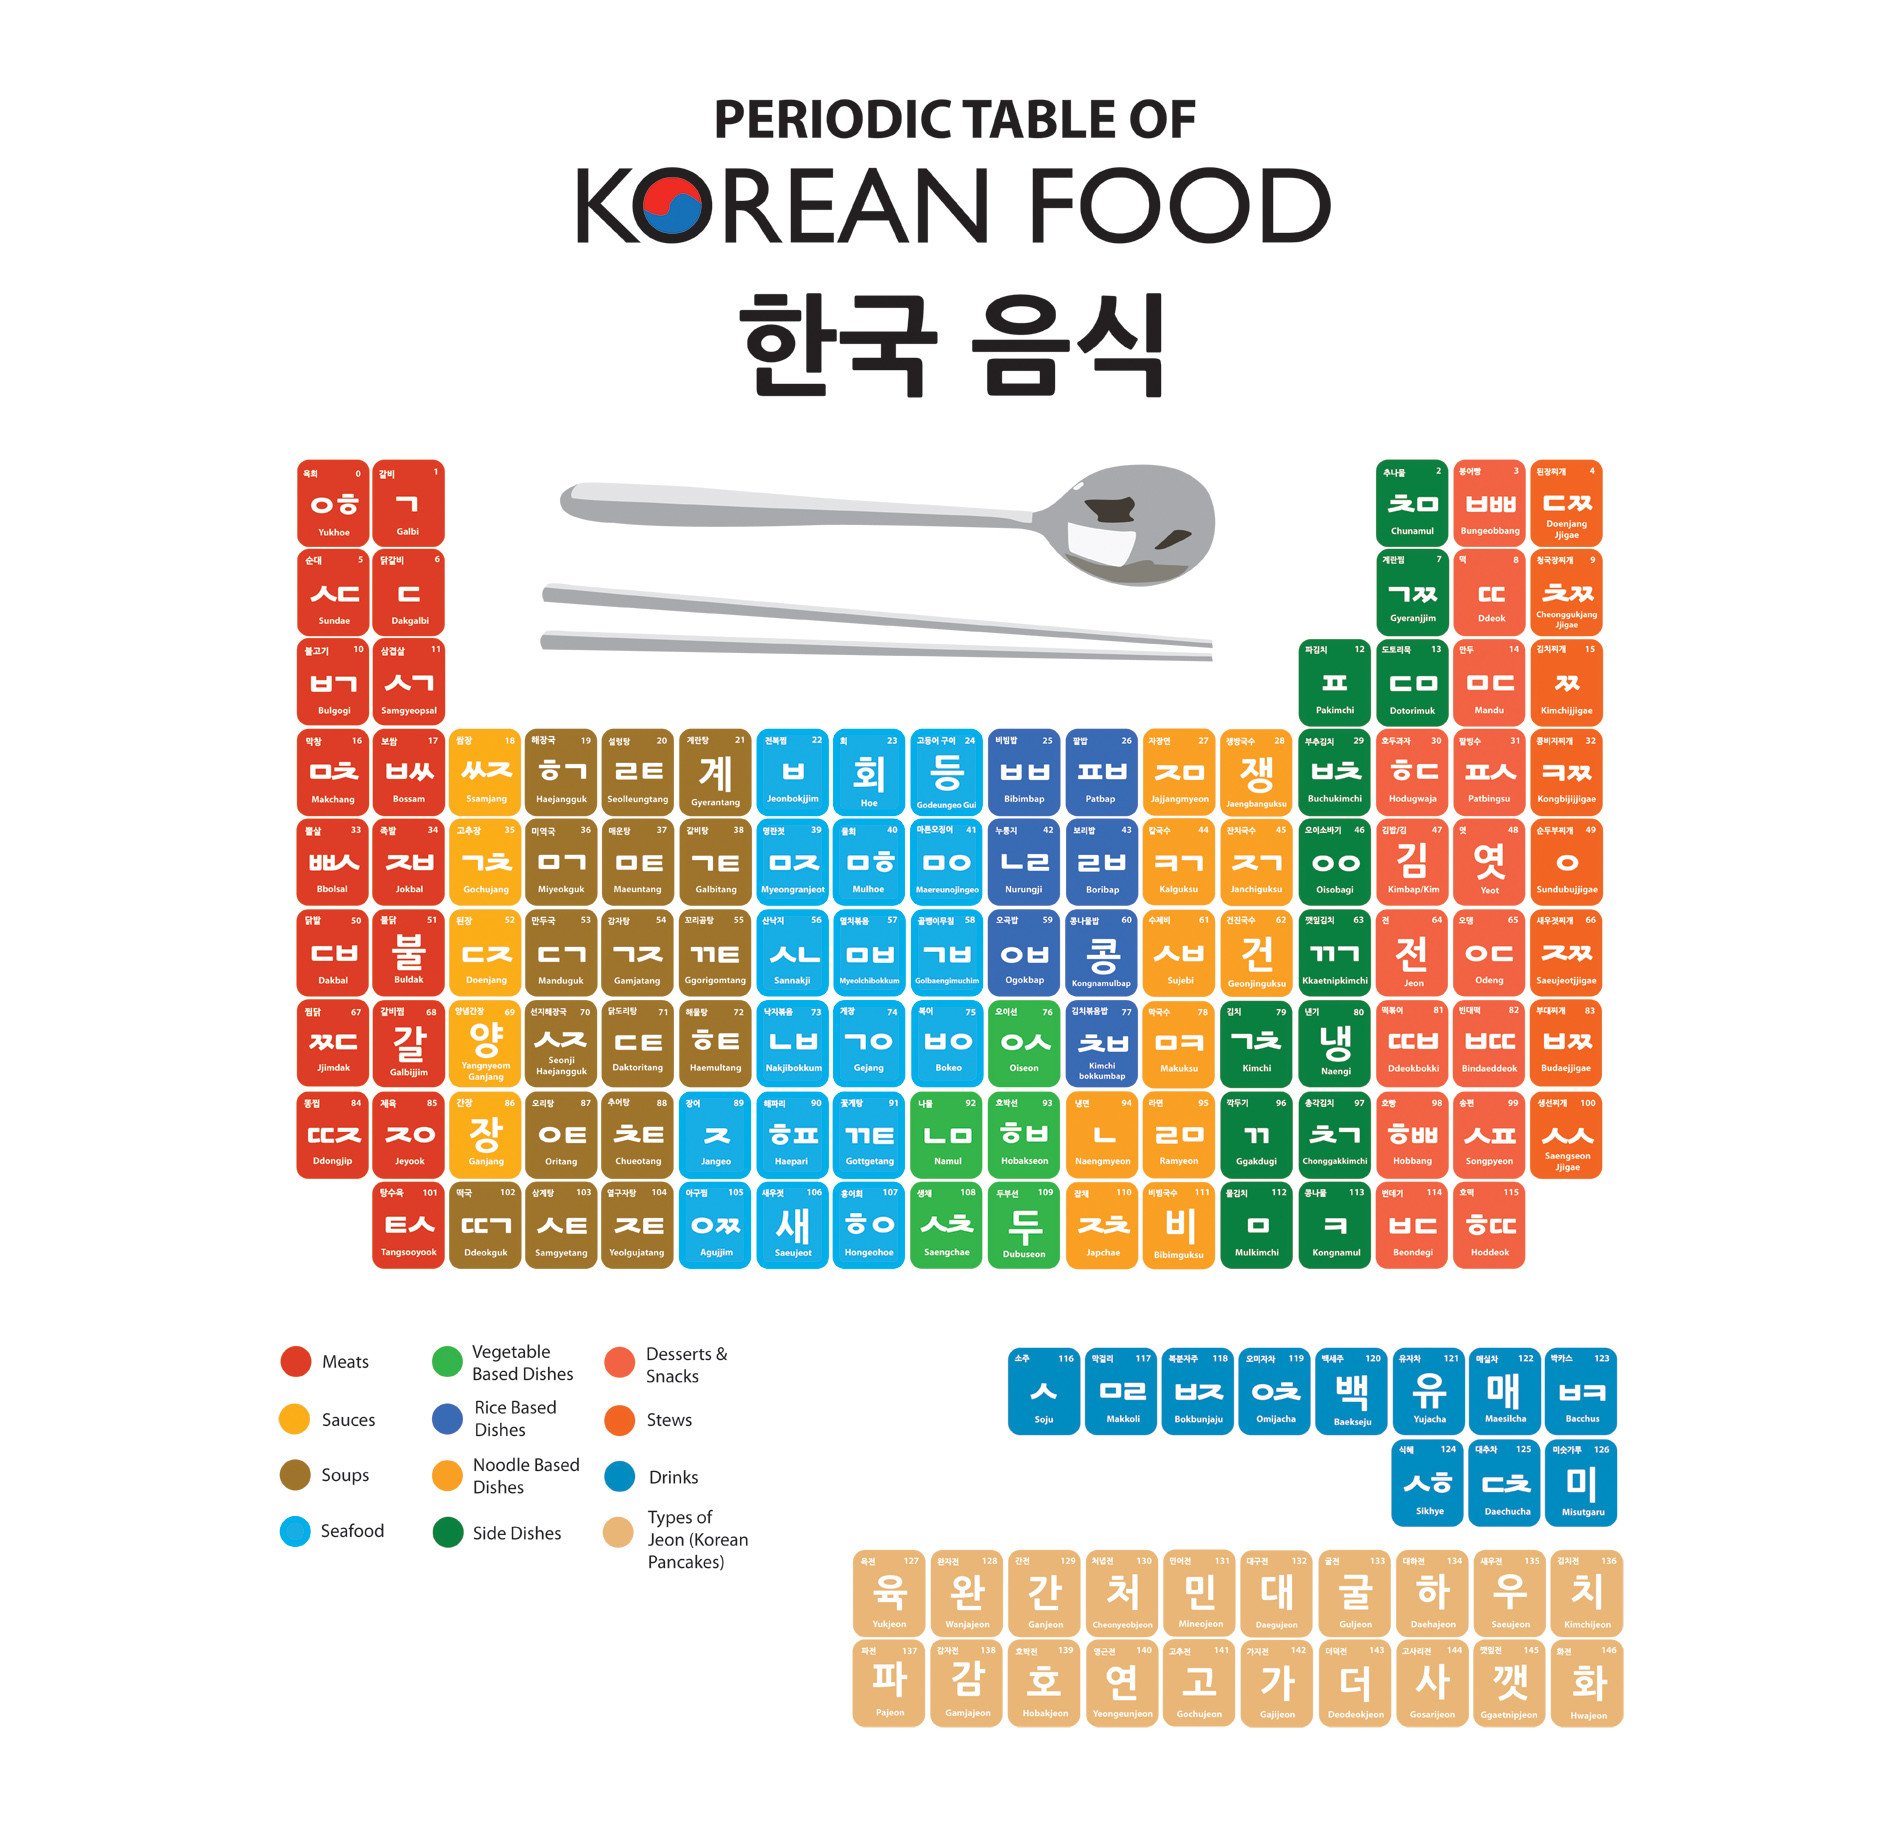 PERIODIC TABLE OF
KOREAN FOOD
한국 음식
육회 0
ㅇㅎ
Yukhoe
갈비 1
ㄱ
Galbi
추나물 2
ㅊㅁ
Chunamul
붕어빵 3
ㅂㅃ
Bungeobbang
된장찌개 4
ㄷㅉ
Doenjang
Jjigae
순대 5
ㅅㄷ
Sundae
닭갈비 6
ㄷ
Dakgalbi
계란찜 7
ㄱㅉ
Gyeranjjim
떡 8
ㄸ
Ddeok
청국장찌개 9
ㅊㅉ
Cheonggukjang
Jjigae
불고기 10
ㅂㄱ
Bulgogi
삼겹살 11
ㅅㄱ
Samgyeopsal
파김치 12
ㅍ
Pakimchi
도토리묵 13
ㄷㅁ
Dotorimuk
만두 14
ㅁㄷ
Mandu
김치찌개 15
ㅉ
Kimchijjigae
막창 16
ㅁㅊ
Makchang
보쌈 17
ㅂㅆ
Bossam
쌈장 18
ㅆㅈ
Ssamjang
해장국 19
ㅎㄱ
Haejangguk
설렁탕 20
ㄹㅌ
Seolleungtang
계란탕 21
계
Gyerantang
전복찜 22
ㅂ
Jeonbokjjim
회 23
회
Hoe
고등어 구이 24
등
Godeungeo Gui
비빔밥 25
ㅂㅂ
Bibimbap
팥밥 26
ㅍㅂ
Patbap
자장면 27
ㅈㅁ
Jajjangmyeon
쟁방국수 28
쟁
Jaengbanguksu
부추김치 29
ㅂㅊ
Buchukimchi
호두과자 30
ㅎㄷ
Hodugwaja
팥빙수 31
ㅍㅅ
Patbingsu
콩비지찌개 32
ㅋㅉ
Kongbijijjigae
뽈살 33
ㅃㅅ
Bbolsal
족발 34
ㅈㅂ
Jokbal
고추장 35
ㄱㅊ
Gochujang
미역국 36
ㅁㄱ
Miyeokguk
매운탕 37
ㅁㅌ
Maeuntang
갈비탕 38
ㄱㅌ
Galbitang
명란젓 39
ㅁㅈ
Myeongranjeot
물회 40
ㅁㅎ
Mulhoe
마른오징어 41
ㅁㅇ
Maereunojingeo
누룽지 42
ㄴㄹ
Nurungji
보리밥 43
ㄹㅂ
Boribap
칼국수 44
ㅋㄱ
Kalguksu
잔치국수 45
ㅈㄱ
Janchiguksu
오이소바기 46
ㅇㅇ
Oisobagi
김밥/김 47
김
Kimbap/Kim
엿 48
엿
Yeot
순두부찌개 49
ㅇ
Sundubujjigae
닭발 50
ㄷㅂ
Dakbal
불닭 51
불
Buldak
된장 52
ㄷㅈ
Doenjang
만두국 53
ㄷㄱ
Manduguk
감자탕 54
ㄱㅈ
Gamjatang
꼬리곰탕 55
ㄲㅌ
Ggorigomtang
산낙지 56
ㅅㄴ
Sannakji
멸치볶음 57
ㅁㅂ
Myeolchibokkum
골뱅이무침 58
ㄱㅂ
Golbaengimuchim
오곡밥 59
ㅇㅂ
Ogokbap
콩나물밥 60
콩
Kongnamulbap
수제비 61
ㅅㅂ
Sujebi
건진국수 62
건
Geonjinguksu
깻잎김치 63
ㄲㄱ
Kkaetnipkimchi
전 64
전
Jeon
오뎅 65
ㅇㄷ
Odeng
새우젓찌개 66
ㅈㅉ
Saeujeotjjigae
찜닭 67
ㅉㄷ
Jjimdak
갈비찜 68
갈
Galbijjim
양념간장 69
양
Yangnyeom
Ganjang
선지해장국 70
ㅅㅈ
Seonji
Haejangguk
닭도리탕 71
ㄷㅌ
Daktoritang
해물탕 72
ㅎㅌ
Haemultang
낙지볶음 73
ㄴㅂ
Nakjibokkum
게장 74
ㄱㅇ
Gejang
복어 75
ㅂㅇ
Bokeo
오이선 76
ㅇㅅ
Oiseon
김치볶음밥 77
ㅊㅂ
Kimchi
bokkumbap
막국수 78
ㅁㅋ
Makuksu
김치 79
ㄱㅊ
Kimchi
낸기 80
냉
Naengi
떡볶이 81
ㄸㅂ
Ddeokbokki
빈대떡 82
ㅂㄸ
Bindaeddeok
부대찌개 83
ㅂㅉ
Budaejjigae
똥찝 84
ㄸㅈ
Ddongjip
제육 85
ㅈㅇ
Jeyook
간장 86
장
Ganjang
오리탕 87
ㅇㅌ
Oritang
추어탕 88
ㅊㅌ
Chueotang
장어 89
ㅈ
Jangeo
해파리 90
ㅎㅍ
Haepari
꽃게탕 91
ㄲㅌ
Gottgetang
나물 92
ㄴㅁ
Namul
호박선 93
ㅎㅂ
Hobakseon
냉면 94
ㄴ
Naengmyeon
라면 95
ㄹㅁ
Ramyeon
깍두기 96
ㄲ
Ggakdugi
총각김치 97
ㅊㄱ
Chonggakkimchi
호빵 98
ㅎㅃ
Hobbang
송편 99
ㅅㅍ
Songpyeon
생선찌개 100
ㅅㅅ
Saengseon
Jjigae
탕수육 101
ㅌㅅ
Tangsooyook
떡국 102
ㄸㄱ
Ddeokguk
삼계탕 103
ㅅㅌ
Samgyetang
열구자탕 104
ㅈㅌ
Yeolgujatang
아구찜 105
ㅇㅉ
Agujjim
새우젓 106
새
Saeujeot
홍어회 107
ㅎㅇ
Hongeohoe
생채 108
ㅅㅊ
Saengchae
두부선 109
두
Dubuseon
잡채 110
ㅈㅊ
Japchae
비빔국수 111
비
Bibimguksu
물김치 112
ㅁ
Mulkimchi
콩나물 113
ㅋ
Kongnamul
번데기 114
ㅂㄷ
Beondegi
호떡 115
ㅎㄸ
Hoddeok
Meats
Sauces
Soups
Seafood
Vegetable
Based Dishes
Rice Based
Dishes
Noodle Based
Dishes
Side Dishes
Desserts &
Snacks
Stews
Drinks
Types of
Jeon (Korean
Pancakes)
소주 116
ㅅ
Soju
막걸리 117
ㅁㄹ
Makkoli
복분자주 118
ㅂㅈ
Bokbunjaju
오미자차 119
ㅇㅊ
Omijacha
백세주 120
백
Baekseju
유자차 121
유
Yujacha
매실차 122
매
Maesilcha
박카스 123
ㅂㅋ
Bacchus
식혜 124
ㅅㅎ
Sikhye
대추차 125
ㄷㅊ
Daechucha
미숫가루 126
미
Misutgaru
육전 127
육
Yukjeon
완자전 128
완
Wanjajeon
간전 129
간
Ganjeon
처녑전 130
처
Cheonyeobjeon
민어전 131
민
Mineojeon
대구전 132
대
Daegujeon
굴전 133
굴
Guljeon
대하전 134
하
Daehajeon
새우전 135
우
Saeujeon
김치전 136
치
Kimchijeon
파전 137
파
Pajeon
감자전 138
감
Gamjajeon
호박전 139
호
Hobakjeon
연근전 140
연
Yeongeunjeon
고추전 141
고
Gochujeon
가지전 142
가
Gajijeon
더덕전 143
더
Deodeokjeon
고사리전 144
사
Gosarijeon
깻잎전 145
깻
Ggaetnipjeon
화전 146
화
Hwajeon